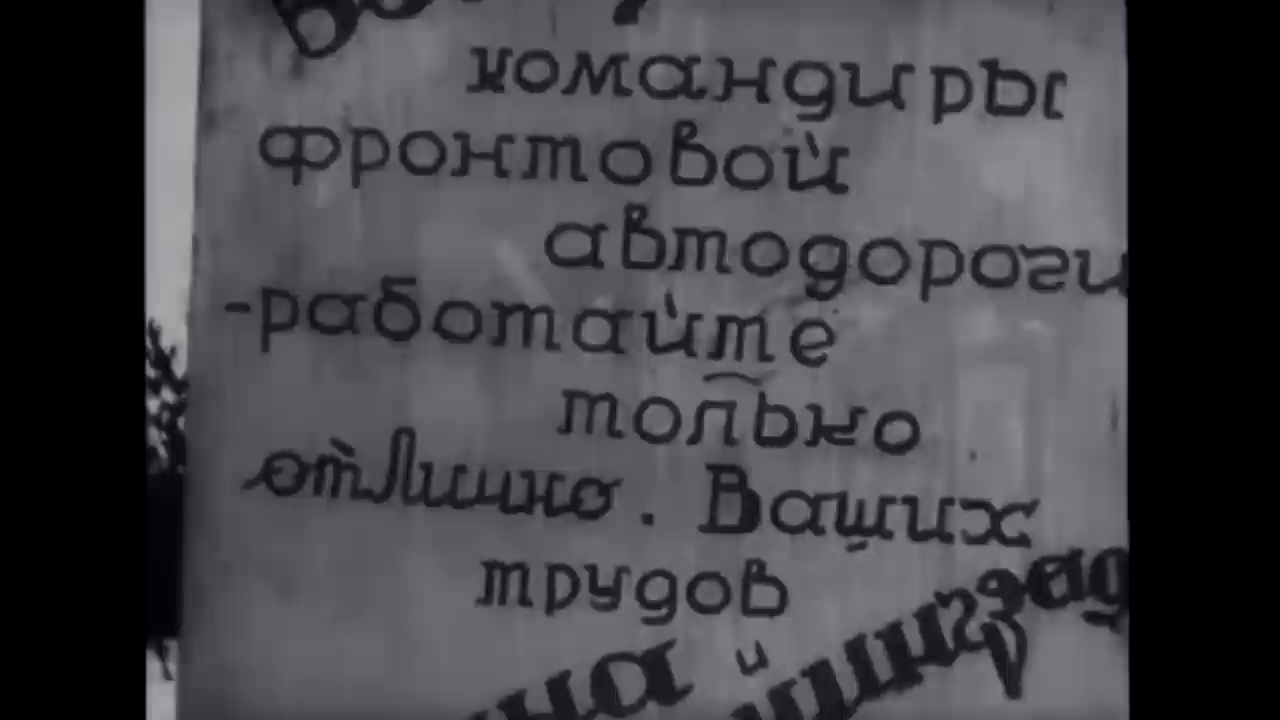 командиры
фронтовой
автодороги
-работайте
только
отлично. Ваших
трудов
и